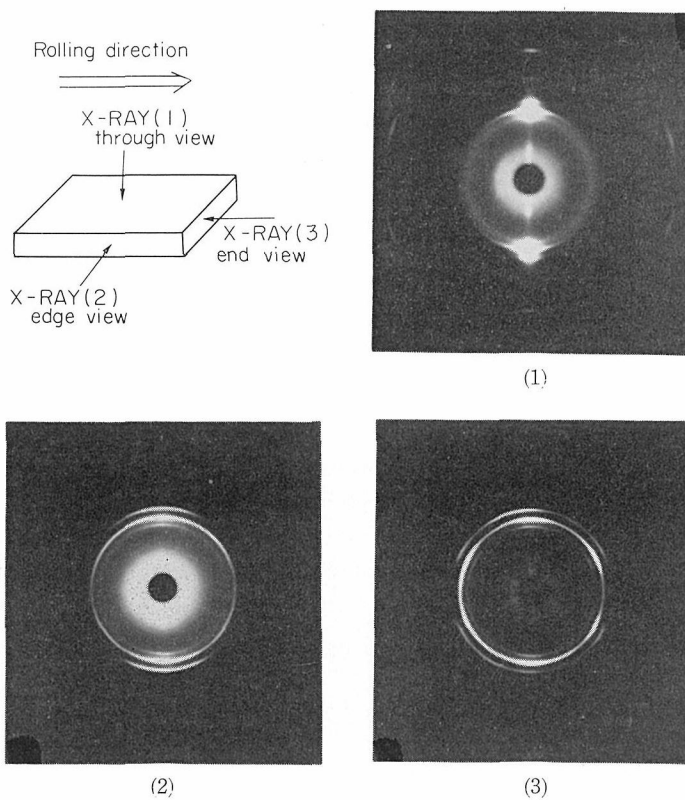 Rolling direction
X-RAY(1)
through view
X-RAY(3)
end view
X-RAY(2)
edge view
(1)
(2)
(3)